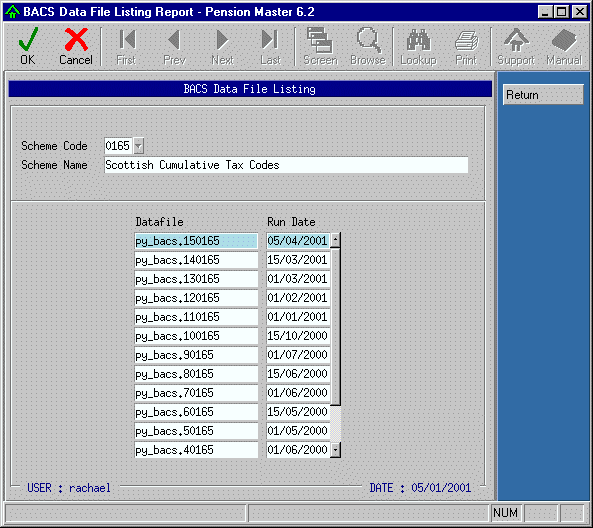 BACS Data File Listing Report - Pension Master 6.2
OK Cancel First Prev Next Last Screen Browse Lookup Print Support Manual
BACS Data File Listing
Return
Scheme Code 0165
Scheme Name Scottish Cumulative Tax Codes
Datafile Run Date
py_bacs.150165 05/04/2001
py_bacs.140165 15/03/2001
py_bacs.130165 01/03/2001
py_bacs.120165 01/02/2001
py_bacs.110165 01/01/2001
py_bacs.100165 15/10/2000
py_bacs.90165 01/07/2000
py_bacs.80165 15/06/2000
py_bacs.70165 01/06/2000
py_bacs.60165 15/05/2000
py_bacs.50165 01/05/2000
py_bacs.40165 01/06/2000
USER : rachael DATE : 05/01/2001
NUM